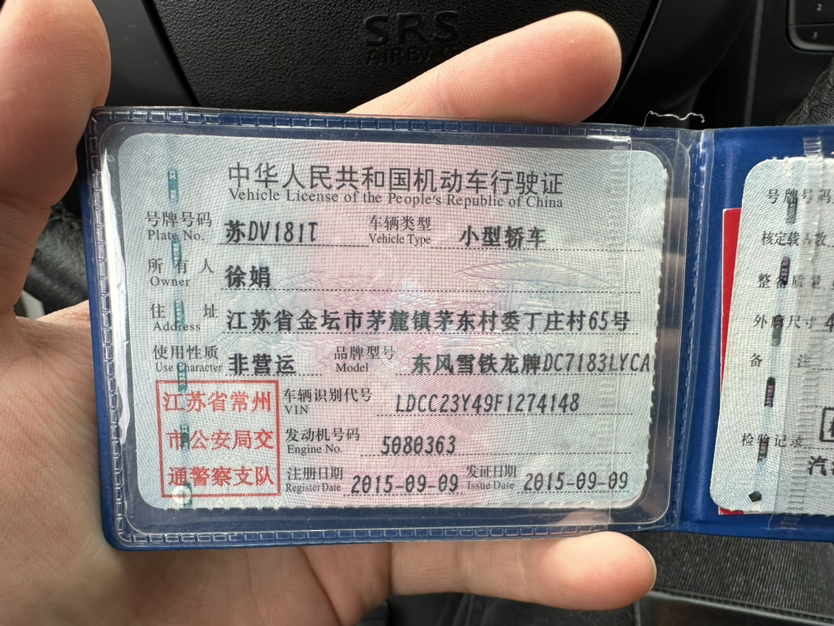 SRS
AIRBAG
中华人民共和国机动车行驶证
Vehicle License of the People's Republic of China
号牌号码 苏DV181T 车辆类型 小型轿车
Plate No. Vehicle Type
所有人 徐娟
Owner
住址 江苏省金坛市茅麓镇茅东村委丁庄村65号
Address
使用性质 非营运 品牌型号 东风雪铁龙牌DC7183LYCA
Use Character Model
江苏省常州
市公安局交
通警察支队
车辆识别代号 LDCC23Y49F1274148
VIN
发动机号码 5080363
Engine No.
注册日期 2015-09-09 发证日期 2015-09-09
Register Date Issue Date
号牌号码
核定载人数
整备质量
外廓尺寸 4
备注
检验记录